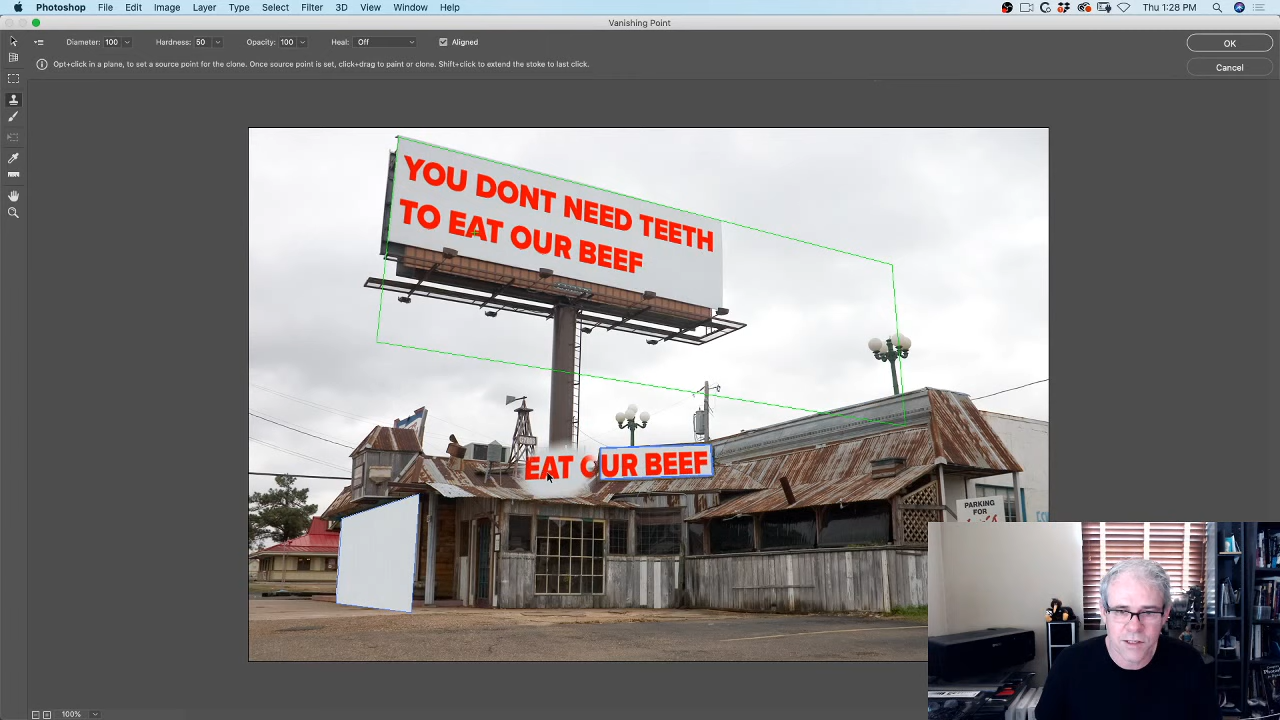 Photoshop File Edit Image Layer Type Select Filter 3D View Window Help Thu 1:28 PM
Vanishing Point
Diameter: 100 Hardness: 50 Opacity: 100 Heal: Off Aligned OK
Opt+click in a plane, to set a source point for the clone. Once source point is set, click+drag to paint or clone. Shift+click to extend the stoke to last click. Cancel
YOU DONT NEED TEETH
TO EAT OUR BEEF
EAT OUR BEEF
PARKING
FOR
100%